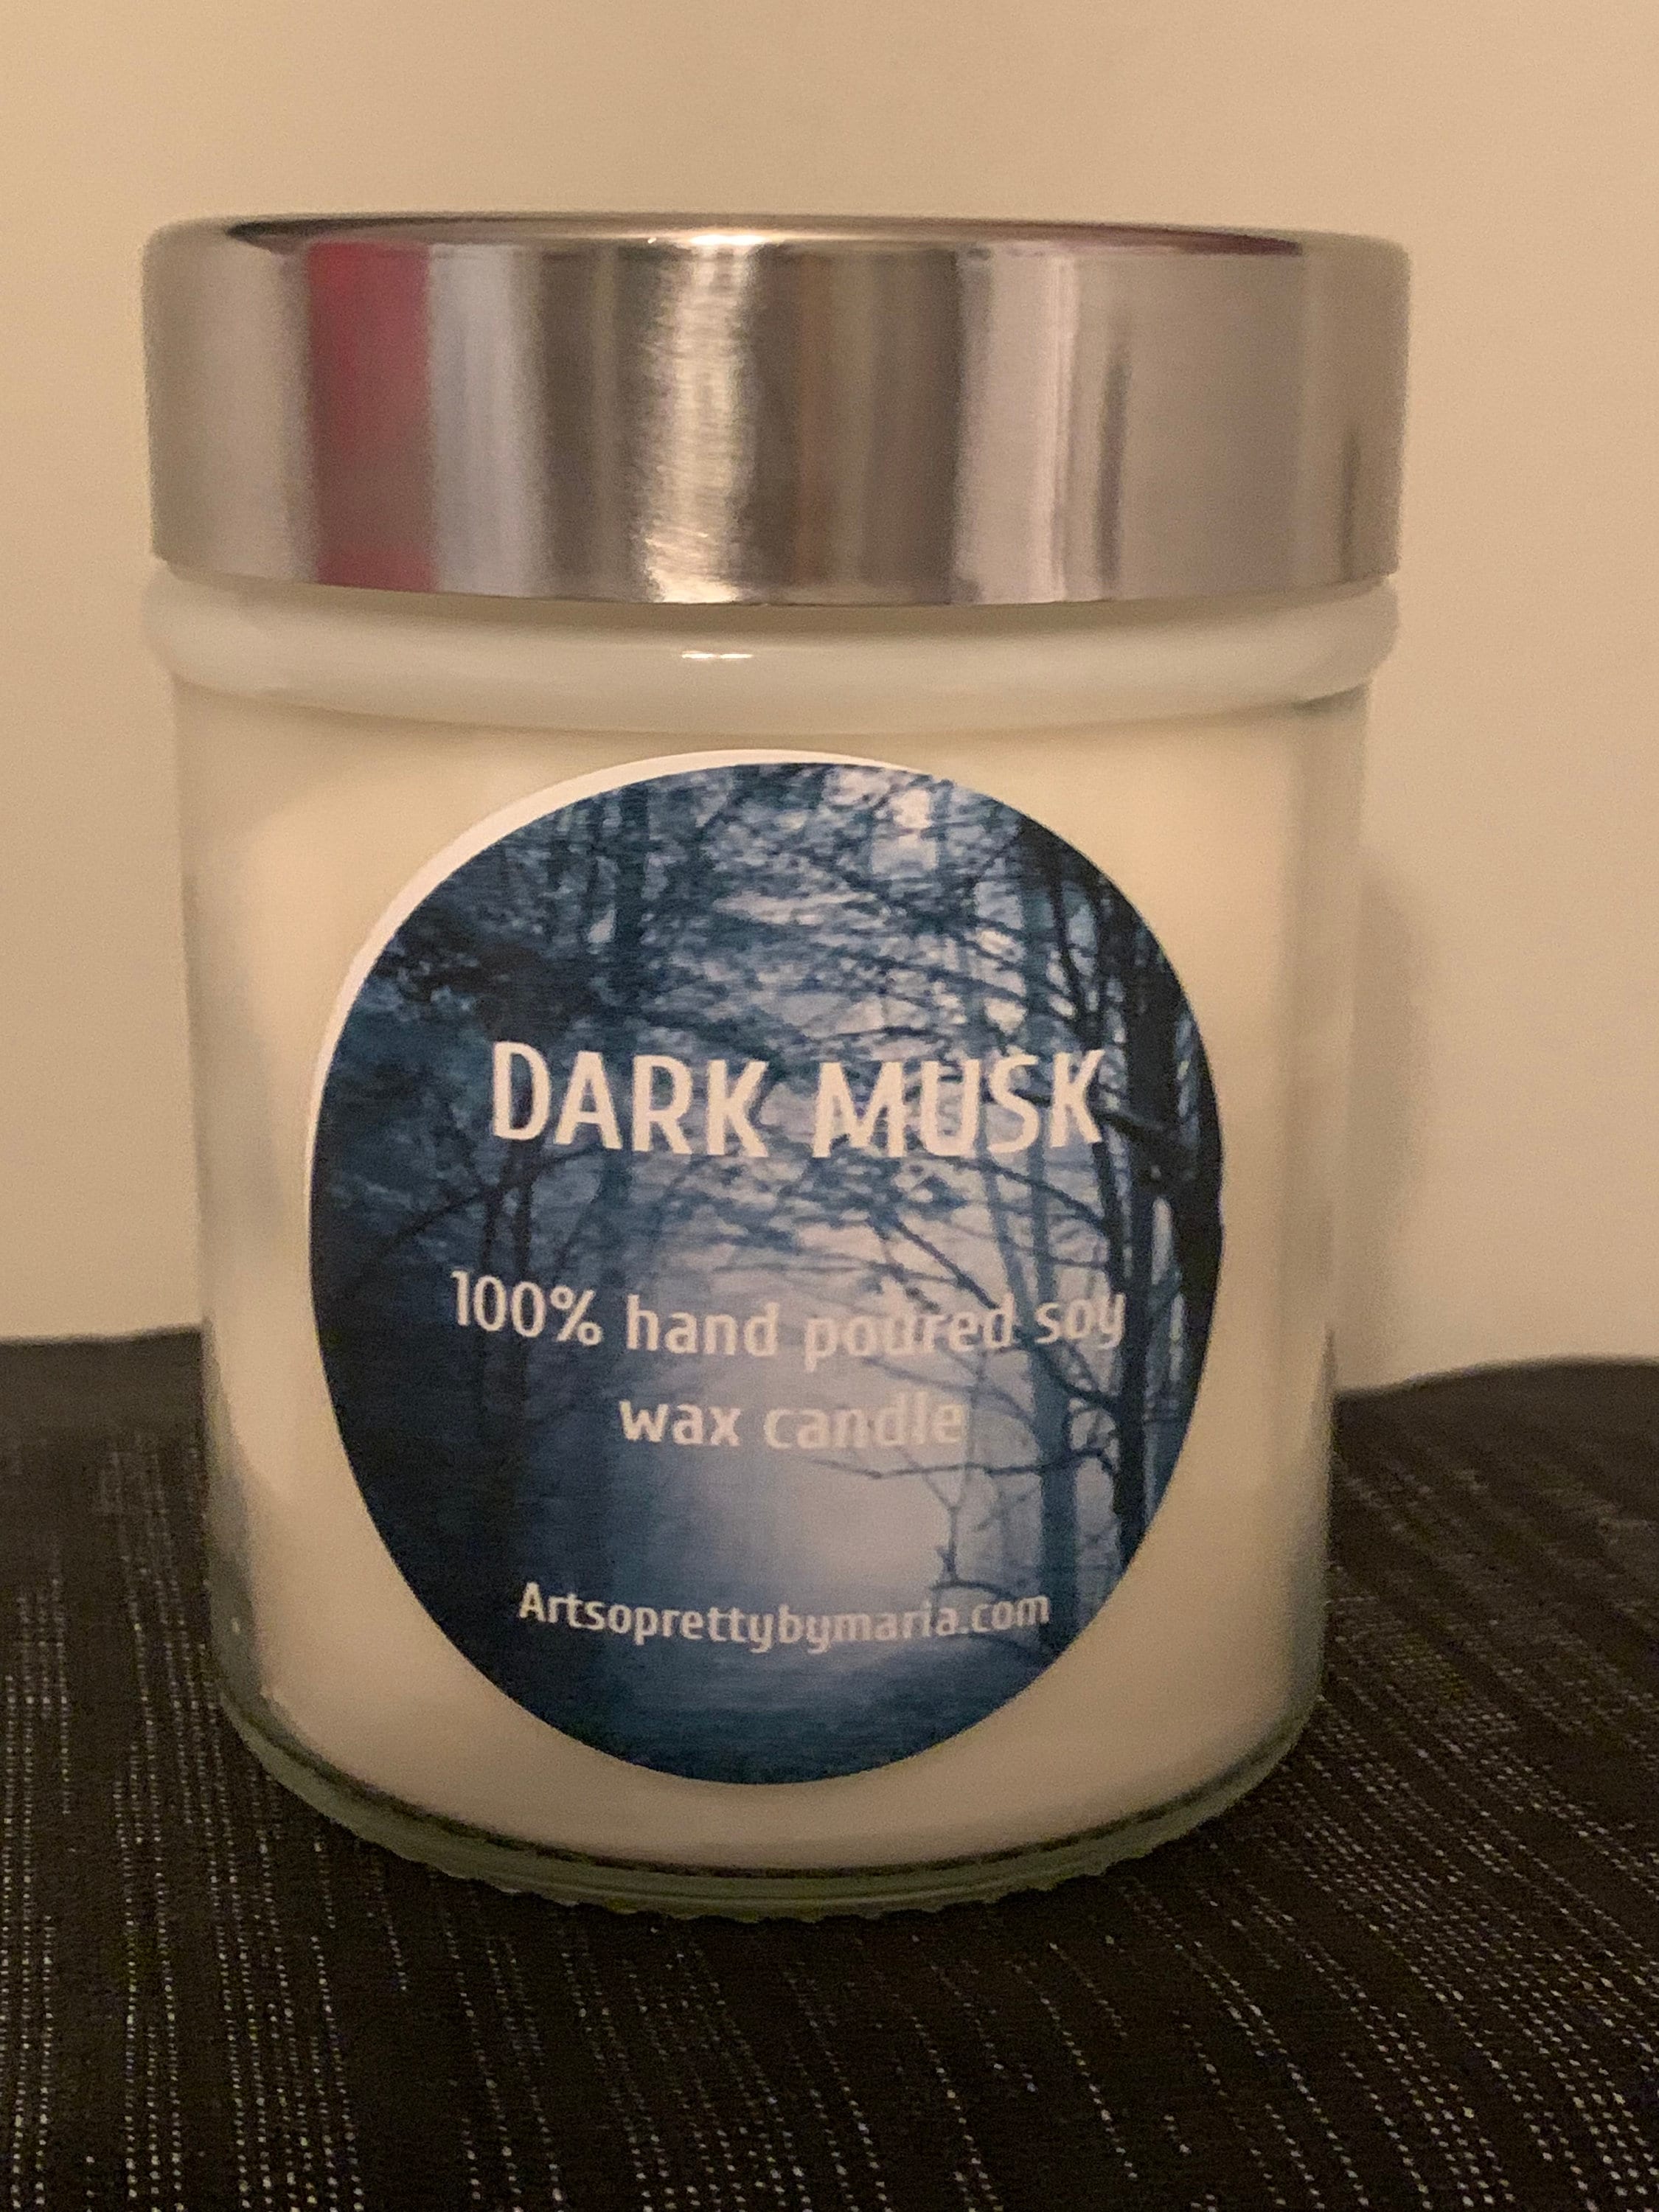 DARK MUSK
100% hand poured soy
wax candle
Artsoprettybymaria.com